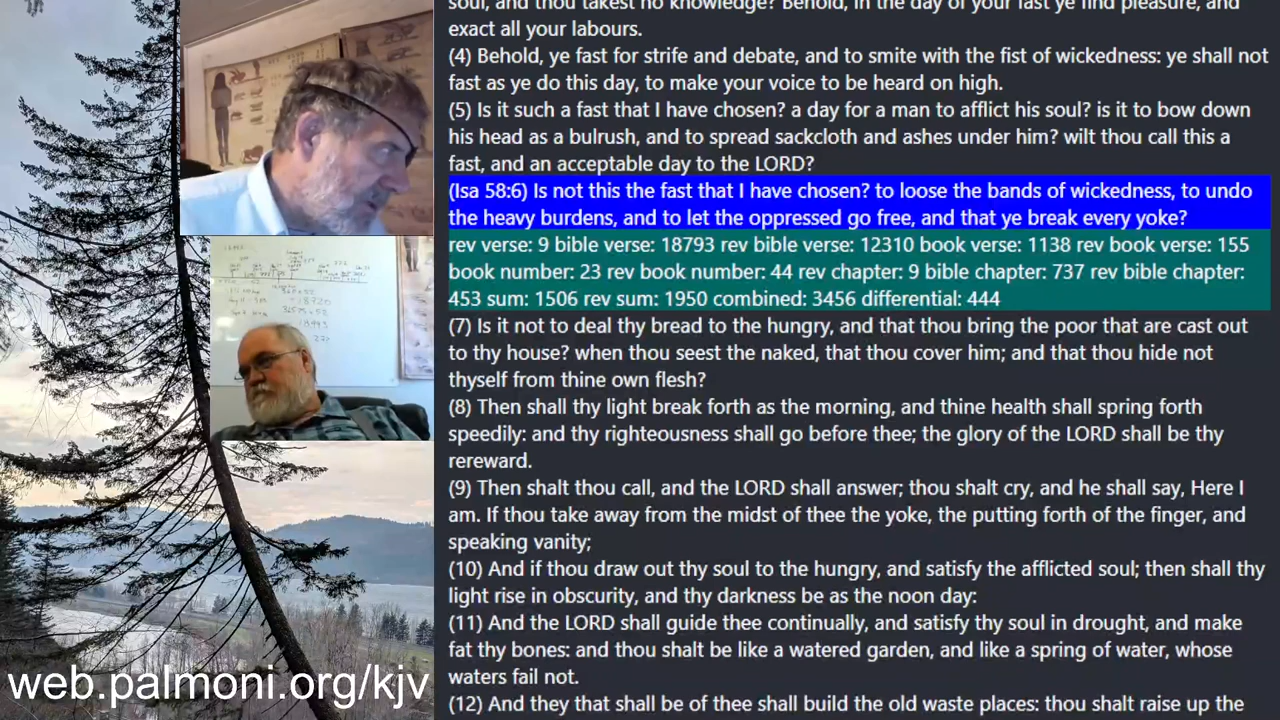 soul, and thou takest no knowledge? Behold, in the day of your fast ye find pleasure, and
exact all your labours.
(4) Behold, ye fast for strife and debate, and to smite with the fist of wickedness: ye shall not
fast as ye do this day, to make your voice to be heard on high.
(5) Is it such a fast that I have chosen? a day for a man to afflict his soul? is it to bow down
his head as a bulrush, and to spread sackcloth and ashes under him? wilt thou call this a
fast, and an acceptable day to the LORD?
(Isa 58:6) Is not this the fast that I have chosen? to loose the bands of wickedness, to undo
the heavy burdens, and to let the oppressed go free, and that ye break every yoke?
rev verse: 9 bible verse: 18793 rev bible verse: 12310 book verse: 1138 rev book verse: 155
book number: 23 rev book number: 44 rev chapter: 9 bible chapter: 737 rev bible chapter:
453 sum: 1506 rev sum: 1950 combined: 3456 differential: 444
(7) Is it not to deal thy bread to the hungry, and that thou bring the poor that are cast out
to thy house? when thou seest the naked, that thou cover him; and that thou hide not
thyself from thine own flesh?
(8) Then shall thy light break forth as the morning, and thine health shall spring forth
speedily: and thy righteousness shall go before thee; the glory of the LORD shall be thy
rereward.
(9) Then shalt thou call, and the LORD shall answer; thou shalt cry, and he shall say, Here I
am. If thou take away from the midst of thee the yoke, the putting forth of the finger, and
speaking vanity;
(10) And if thou draw out thy soul to the hungry, and satisfy the afflicted soul; then shall thy
light rise in obscurity, and thy darkness be as the noon day:
(11) And the LORD shall guide thee continually, and satisfy thy soul in drought, and make
fat thy bones: and thou shalt be like a watered garden, and like a spring of water, whose
waters fail not.
(12) And they that shall be of thee shall build the old waste places: thou shalt raise up the
web.palmoni.org/kjv